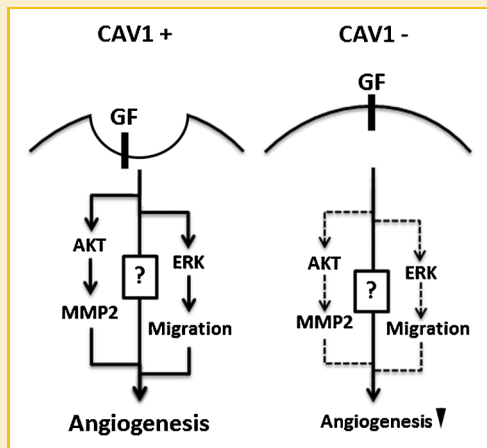 CAV1 +
GF
AKT
ERK
?
MMP2
Migration
Angiogenesis
CAV1 -
GF
AKT
ERK
?
MMP2
Migration
Angiogenesis